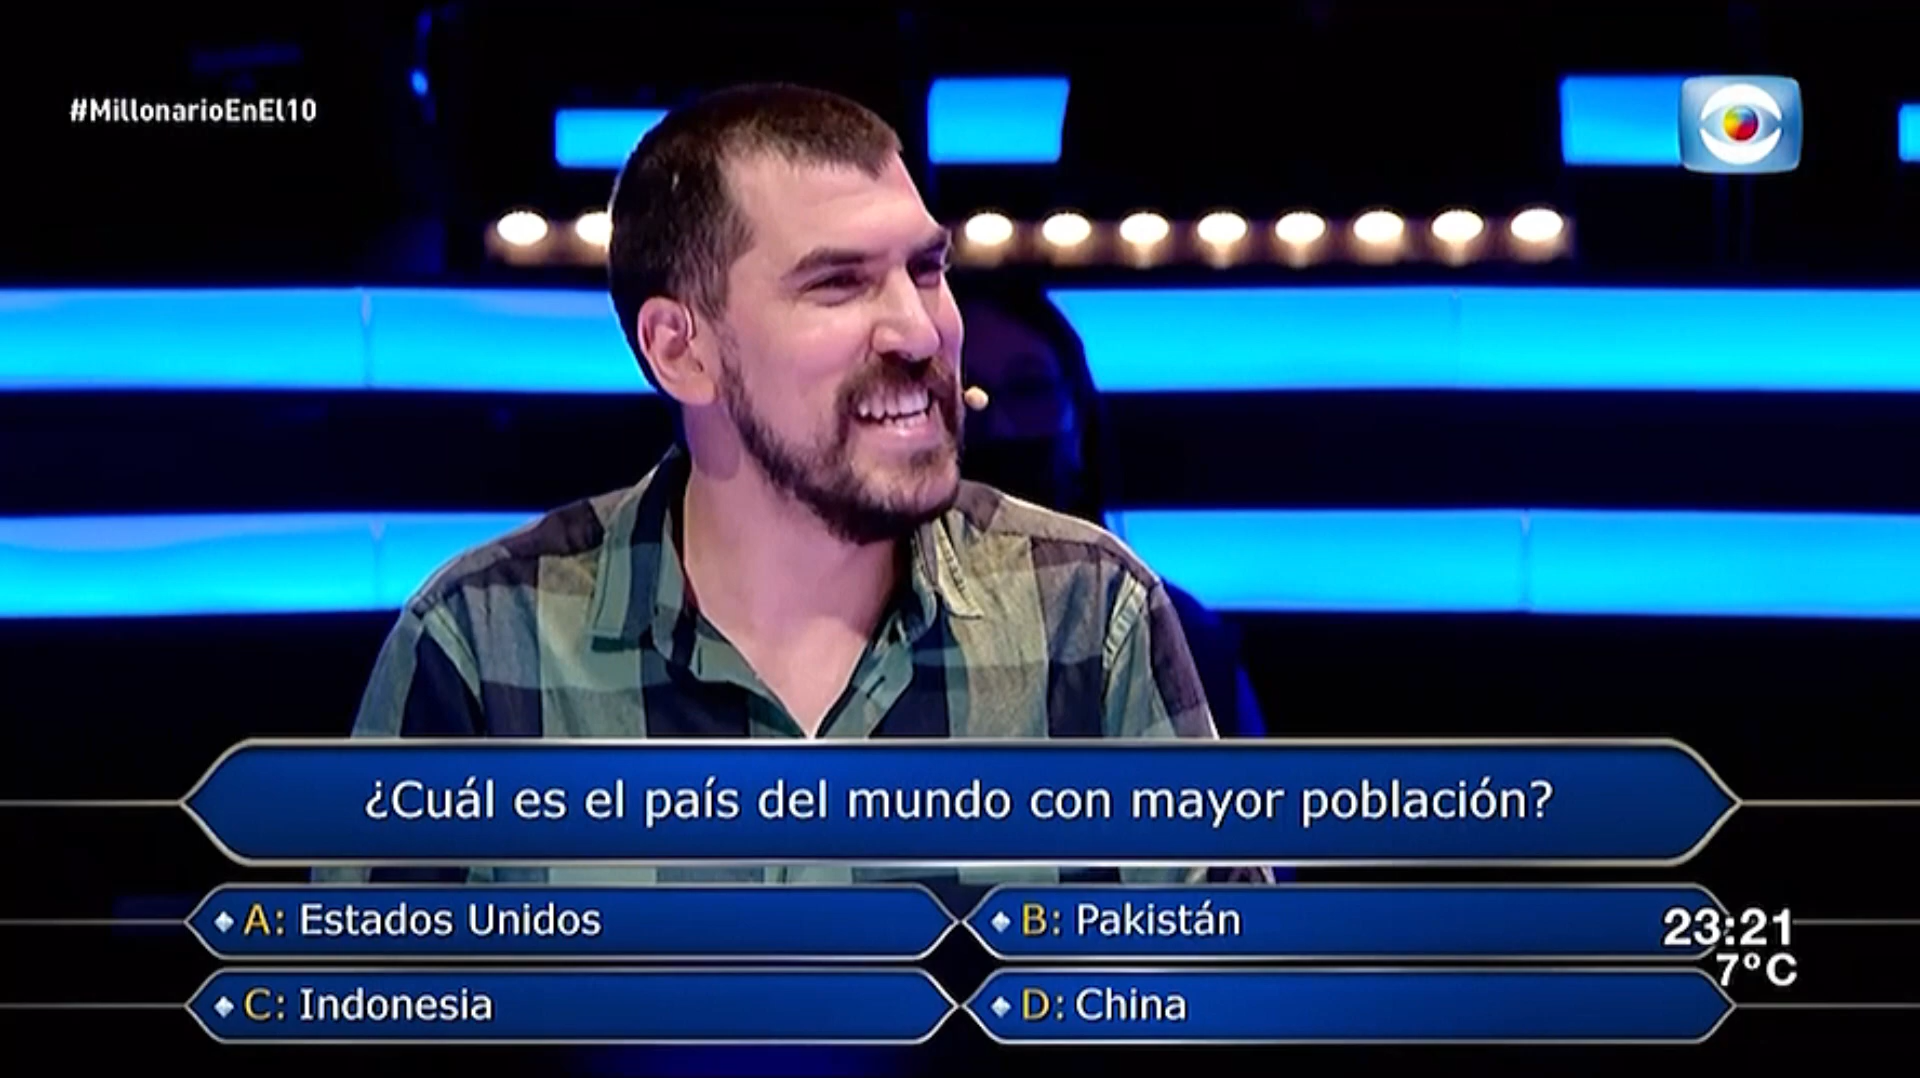 #MillonarioEnEl10
¿Cuál es el país del mundo con mayor población?
A: Estados Unidos
B: Pakistán
23:21
7°C
C: Indonesia
D: China